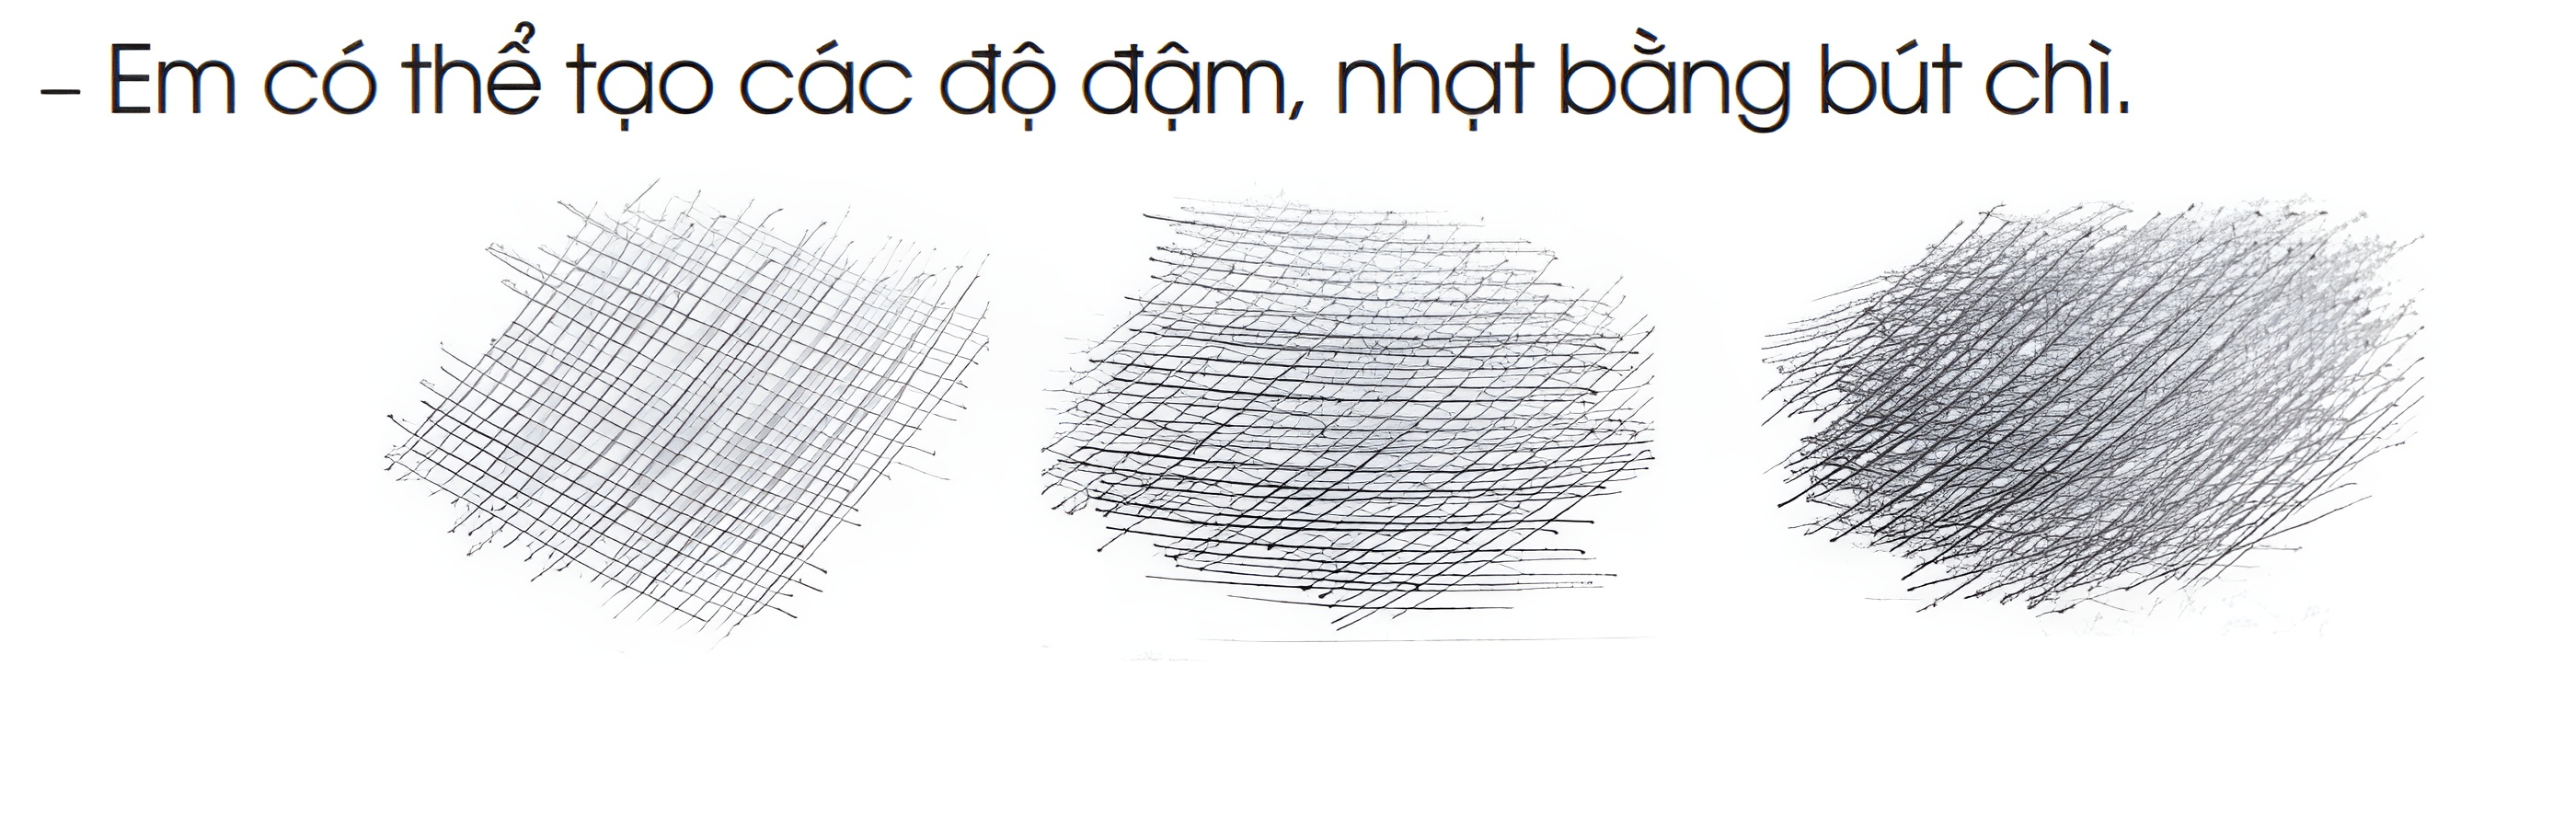 – Em có thể tạo các độ đậm, nhạt bằng bút chì.